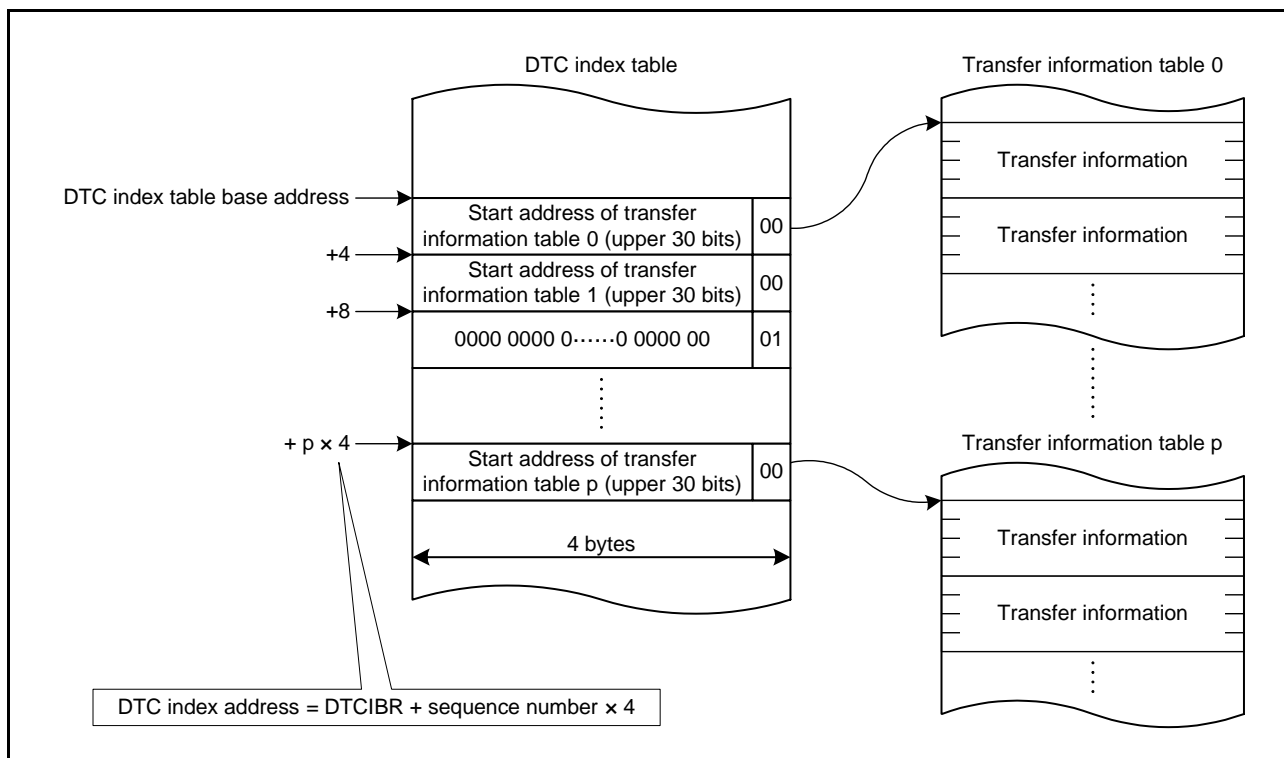 DTC index table
Transfer information table 0
DTC index table base address
Start address of transfer
information table 0 (upper 30 bits)
00
Transfer information
Transfer information
+4
Start address of transfer
information table 1 (upper 30 bits)
00
+8
0000 0000 0······0 0000 00
01
+ p × 4
Start address of transfer
information table p (upper 30 bits)
00
Transfer information table p
Transfer information
Transfer information
4 bytes
DTC index address = DTCIBR + sequence number × 4